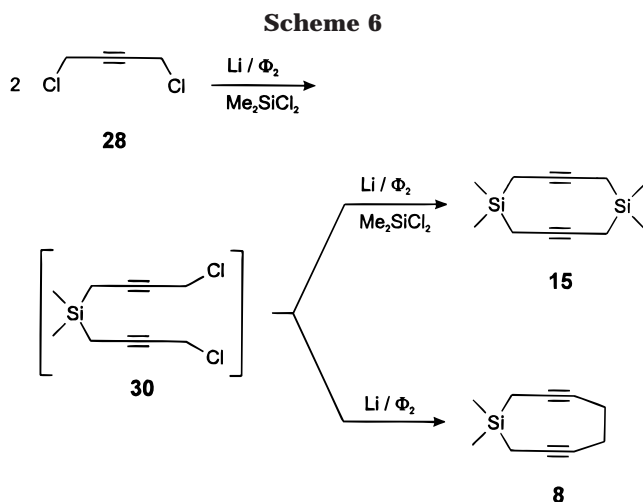 Scheme 6
2 Cl Cl
Li / Φ₂
Me₂SiCl₂
28
Li / Φ₂
Me₂SiCl₂
Si Si
15
Si Cl
Cl
30
Li / Φ₂
Si
8